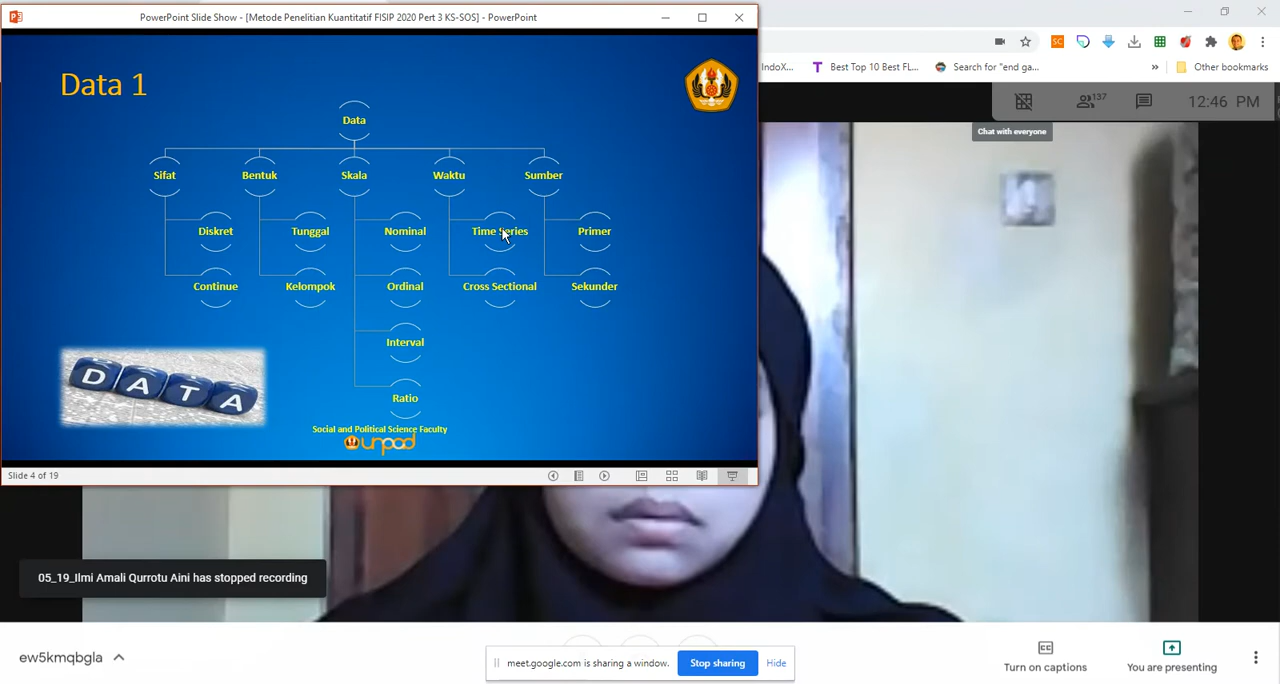 PowerPoint Slide Show - [Metode Penelitian Kuantitatif FISIP 2020 Pert 3 KS-SOS] - PowerPoint
Data 1
Data
Sifat
Bentuk
Skala
Waktu
Sumber
Diskret
Tunggal
Nominal
Time Series
Primer
Continue
Kelompok
Ordinal
Cross Sectional
Sekunder
Interval
Ratio
DATA
Social and Political Science Faculty
unpad
Slide 4 of 19
SC
IndoX...
Best Top 10 Best FL...
Search for "end ga...
»
Other bookmarks
137
12:46 PM
Chat with everyone
05_19_Ilmi Amali Qurrotu Aini has stopped recording
ew5kmqbgla
meet.google.com is sharing a window.
Stop sharing
Hide
Turn on captions
You are presenting